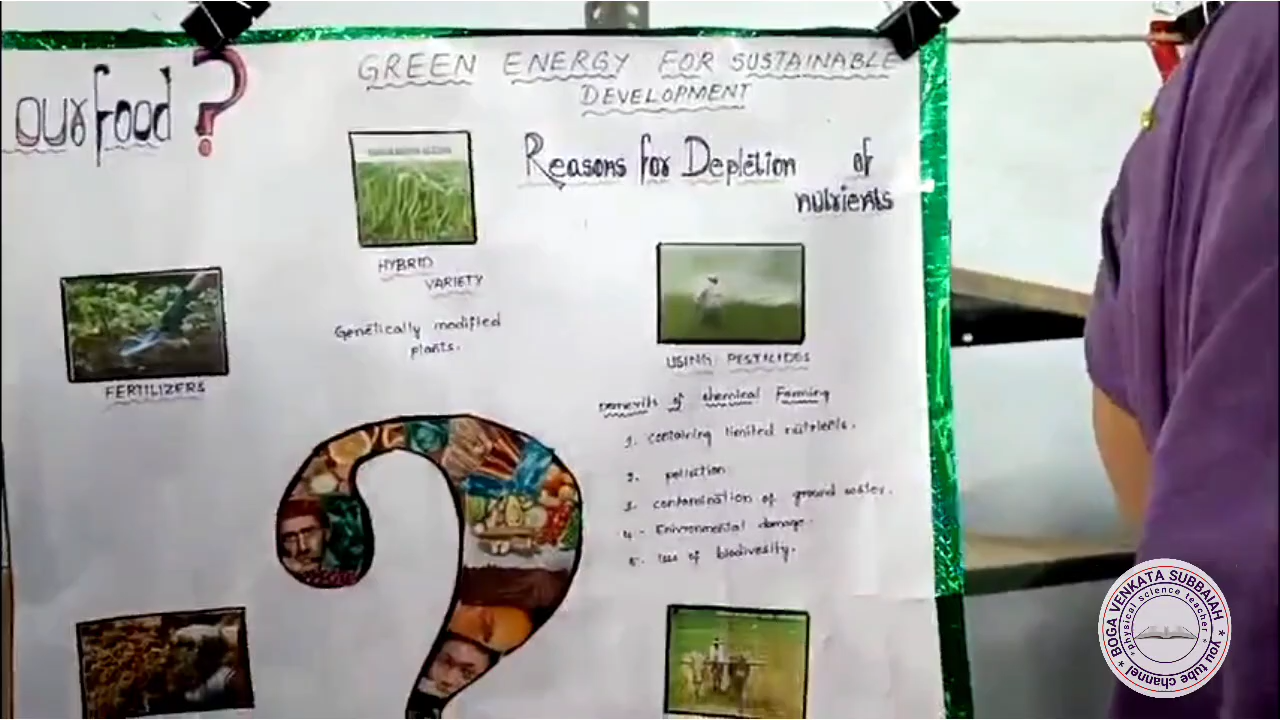 GREEN ENERGY FOR SUSTAINABLE
DEVELOPMENT
our food ?
Reasons for Depletion of
nutrients
HYBRID
VARIETY
Genetically modified
plants.
FERTILIZERS
USING PESTICIDES
Demerits of chemical Farming
1. containing limited nutrients.
2. pollution
3. contamination of ground water.
4. Environmental damage.
5. loss of biodivesity.
BOGA VENKATA SUBBAIAH * you tube channel *
*physical science teacher*